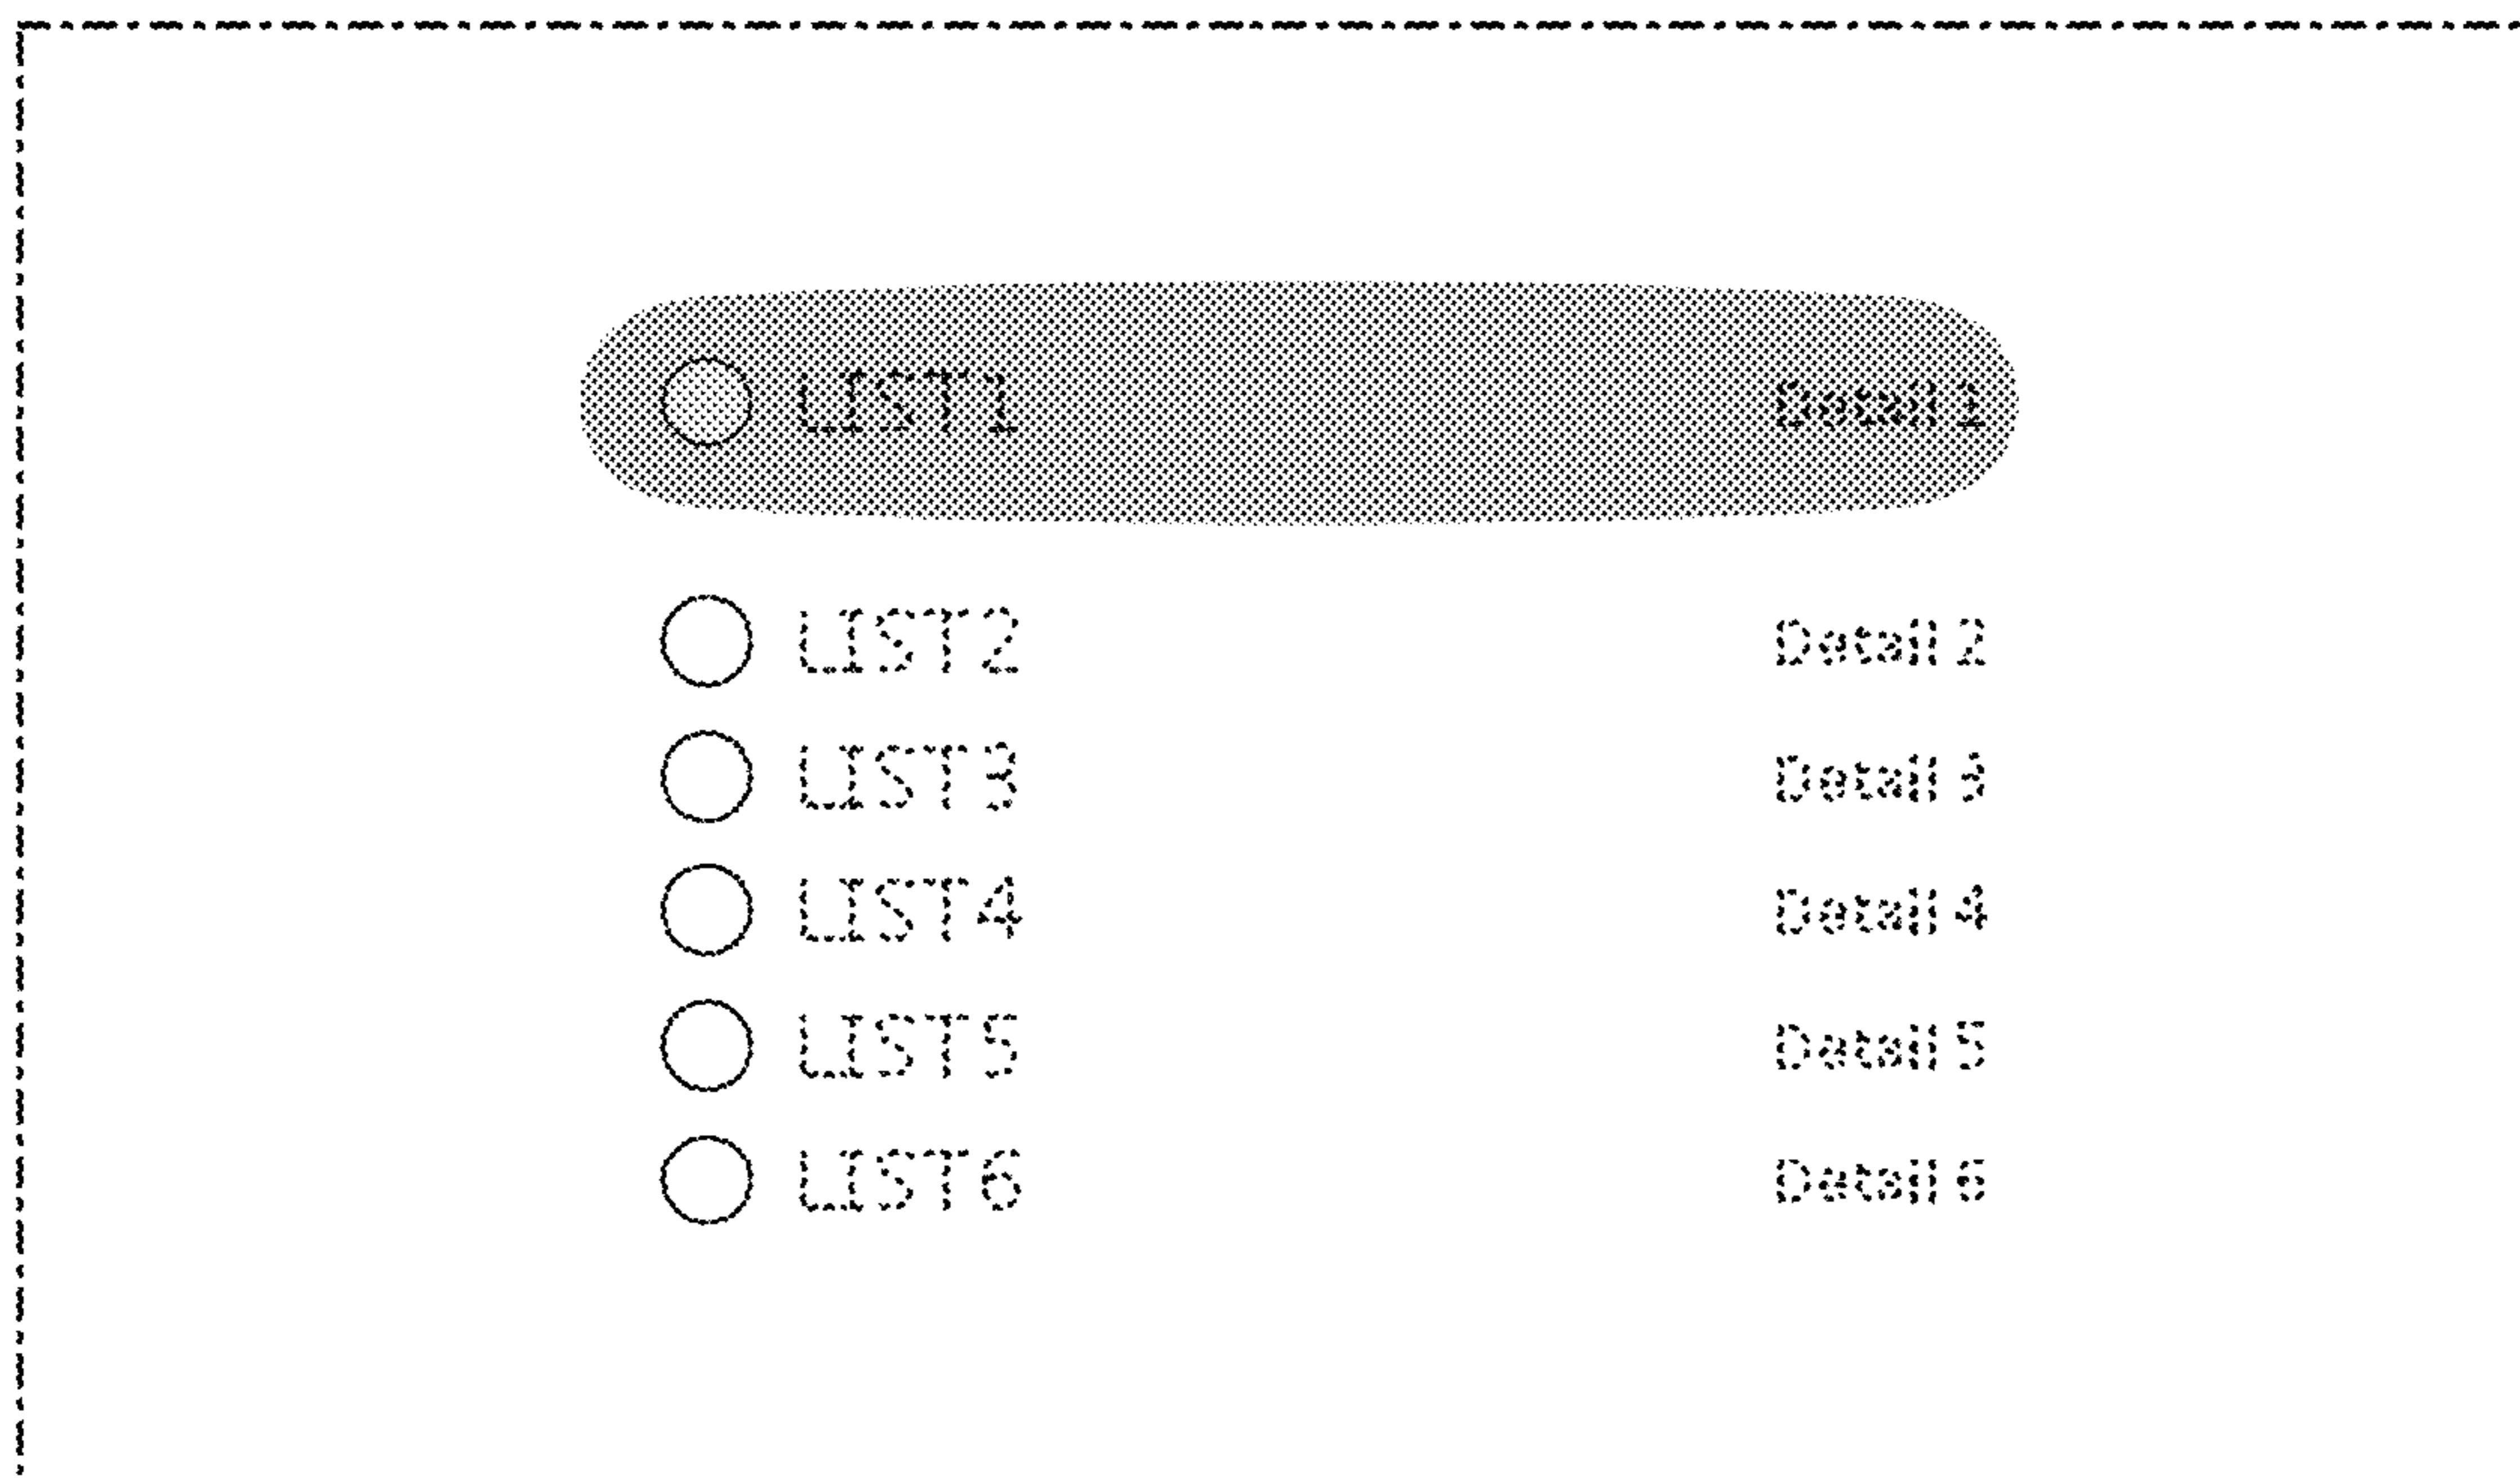 LIST1 Detail 1
LIST2 Detail 2
LIST3 Detail 3
LIST4 Detail 4
LIST5 Detail 5
LIST6 Detail 6